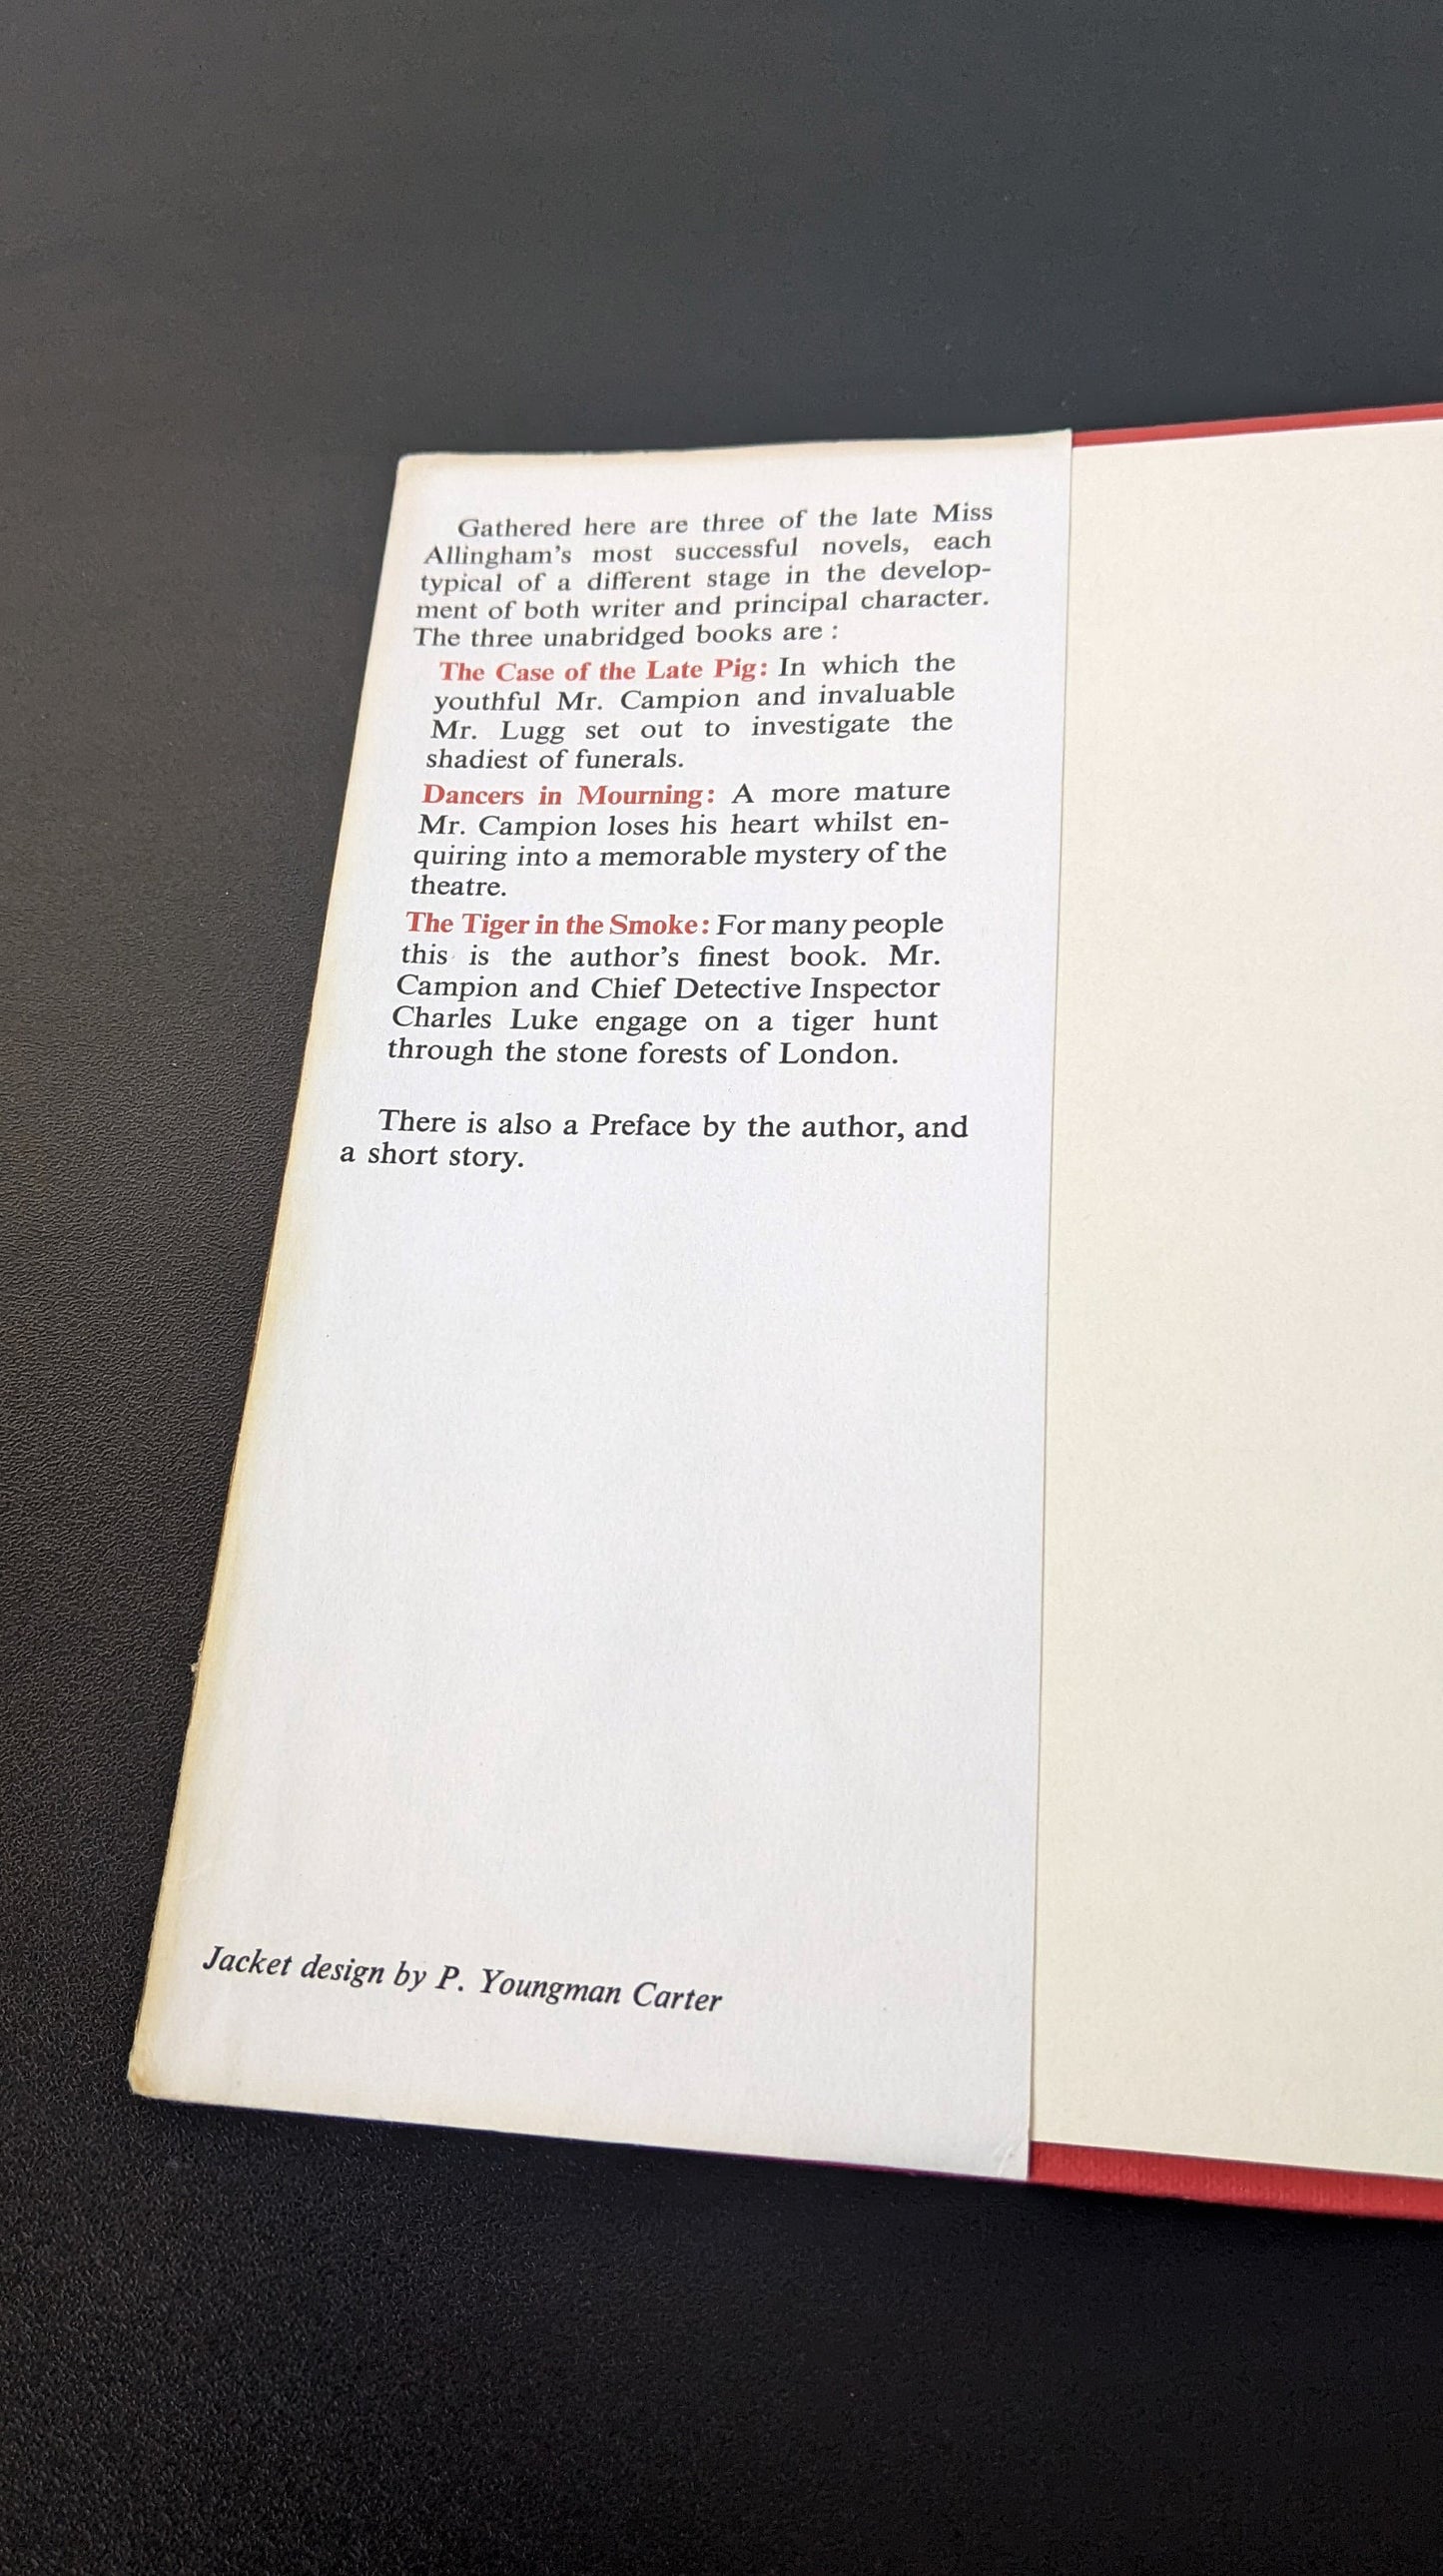 Gathered here are three of the late Miss
Allingham's most successful novels, each
typical of a different stage in the develop-
ment of both writer and principal character.
The three unabridged books are :
The Case of the Late Pig: In which the
youthful Mr. Campion and invaluable
Mr. Lugg set out to investigate the
shadiest of funerals.
Dancers in Mourning: A more mature
Mr. Campion loses his heart whilst en-
quiring into a memorable mystery of the
theatre.
The Tiger in the Smoke: For many people
this is the author's finest book. Mr.
Campion and Chief Detective Inspector
Charles Luke engage on a tiger hunt
through the stone forests of London.
There is also a Preface by the author, and
a short story.
Jacket design by P. Youngman Carter